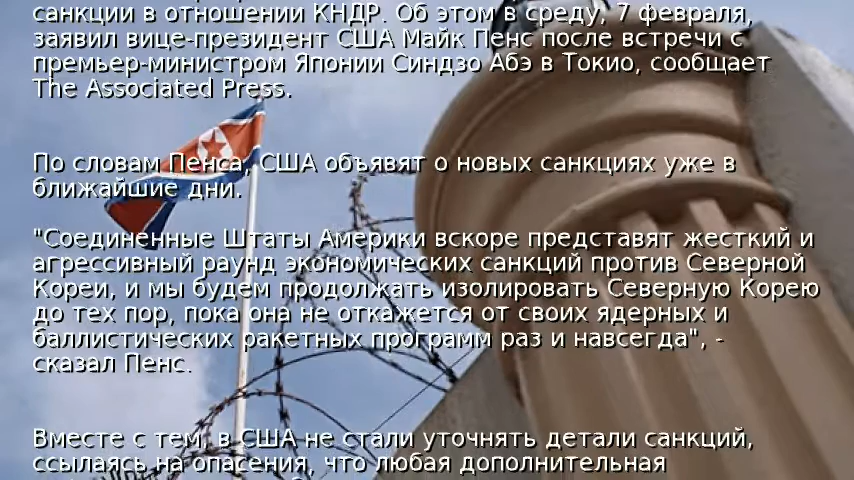 санкции в отношении КНДР. Об этом в среду, 7 февраля,
заявил вице-президент США Майк Пенс после встречи с
премьер-министром Японии Синдзо Абэ в Токио, сообщает
The Associated Press.
По словам Пенса, США объявят о новых санкциях уже в
ближайшие дни.
"Соединенные Штаты Америки вскоре представят жесткий и
агрессивный раунд экономических санкций против Северной
Кореи, и мы будем продолжать изолировать Северную Корею
до тех пор, пока она не откажется от своих ядерных и
баллистических ракетных программ раз и навсегда", -
сказал Пенс.
Вместе с тем, в США не стали уточнять детали санкций,
ссылаясь на опасения, что любая дополнительная